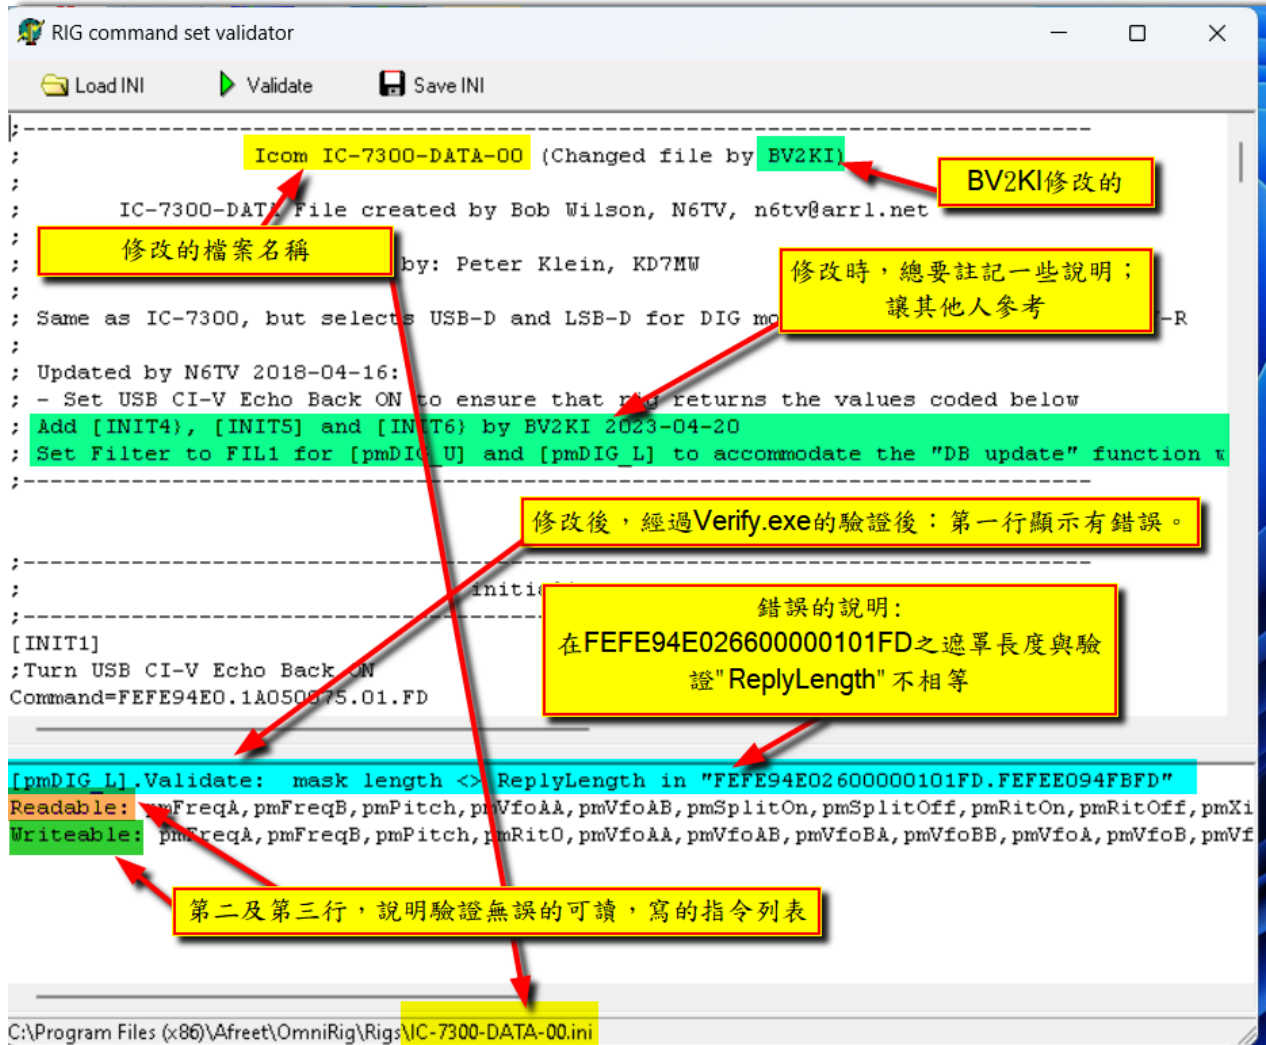 RIG command set validator
Load INI Validate Save INI
;------------------------------------------------------------------------------
; Icom IC-7300-DATA-00 (Changed file by BV2KI)
BV2KI修改的
;
; IC-7300-DATA File created by Bob Wilson, N6TV, n6tv@arrl.net
;
修改的檔案名稱
; by: Peter Klein, KD7MW
修改時，總要註記一些說明；
讓其他人參考
;
; Same as IC-7300, but selects USB-D and LSB-D for DIG mo -R
;
; Updated by N6TV 2018-04-16:
; - Set USB CI-V Echo Back ON to ensure that rig returns the values coded below
; Add [INIT4}, [INIT5] and [INIT6} by BV2KI 2023-04-20
; Set Filter to FIL1 for [pmDIG_U] and [pmDIG_L] to accommodate the "DB update" function w
;------------------------------------------------------------------------------
修改後，經過Verify.exe的驗證後：第一行顯示有錯誤。
;------------------------------------------------------------------------------
; initi
;------------------------------------------------------------------------------
錯誤的說明:
在FEFE94E026600000101FD之遮罩長度與驗
證"ReplyLength"不相等
[INIT1]
;Turn USB CI-V Echo Back ON
Command=FEFE94E0.1A050075.01.FD
[pmDIG_L].Validate: mask length <> ReplyLength in "FEFE94E02600000101FD.FEFEE094FBFD"
Readable: pmFreqA,pmFreqB,pmPitch,pmVfoAA,pmVfoAB,pmSplitOn,pmSplitOff,pmRitOn,pmRitOff,pmXi
Writeable: pmFreqA,pmFreqB,pmPitch,pmRit0,pmVfoAA,pmVfoAB,pmVfoBA,pmVfoBB,pmVfoA,pmVfoB,pmVf
第二及第三行，說明驗證無誤的可讀，寫的指令列表
C:\Program Files (x86)\Afreet\OmniRig\Rigs\IC-7300-DATA-00.ini